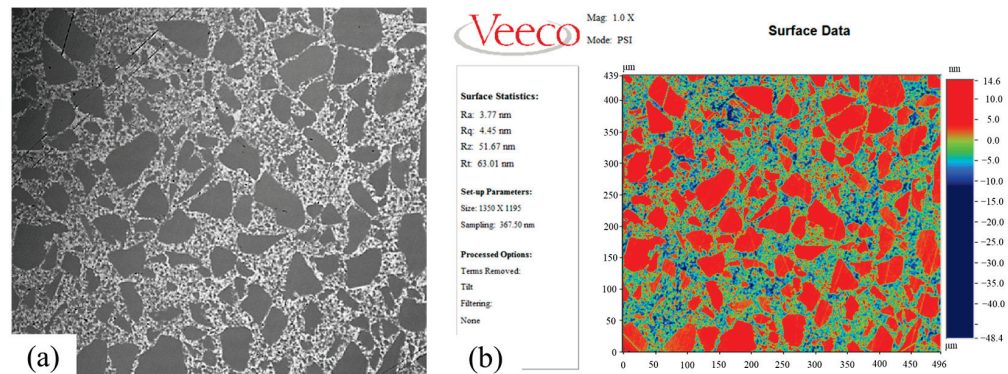 (a)
Veeco
Mag: 1.0 X
Mode: PSI
Surface Data
Surface Statistics:
Ra: 3.77 nm
Rq: 4.45 nm
Rz: 51.67 nm
Rt: 63.01 nm
Set-up Parameters:
Size: 1350 X 1195
Sampling: 367.50 nm
Processed Options:
Terms Removed:
Tilt
Filtering:
None
(b)
µm
439
400
350
300
250
200
150
100
50
0
0 50 100 150 200 250 300 350 400 450 496
µm
nm
14.6
10.0
5.0
0.0
−5.0
−10.0
−15.0
−20.0
−25.0
−30.0
−35.0
−40.0
−48.4